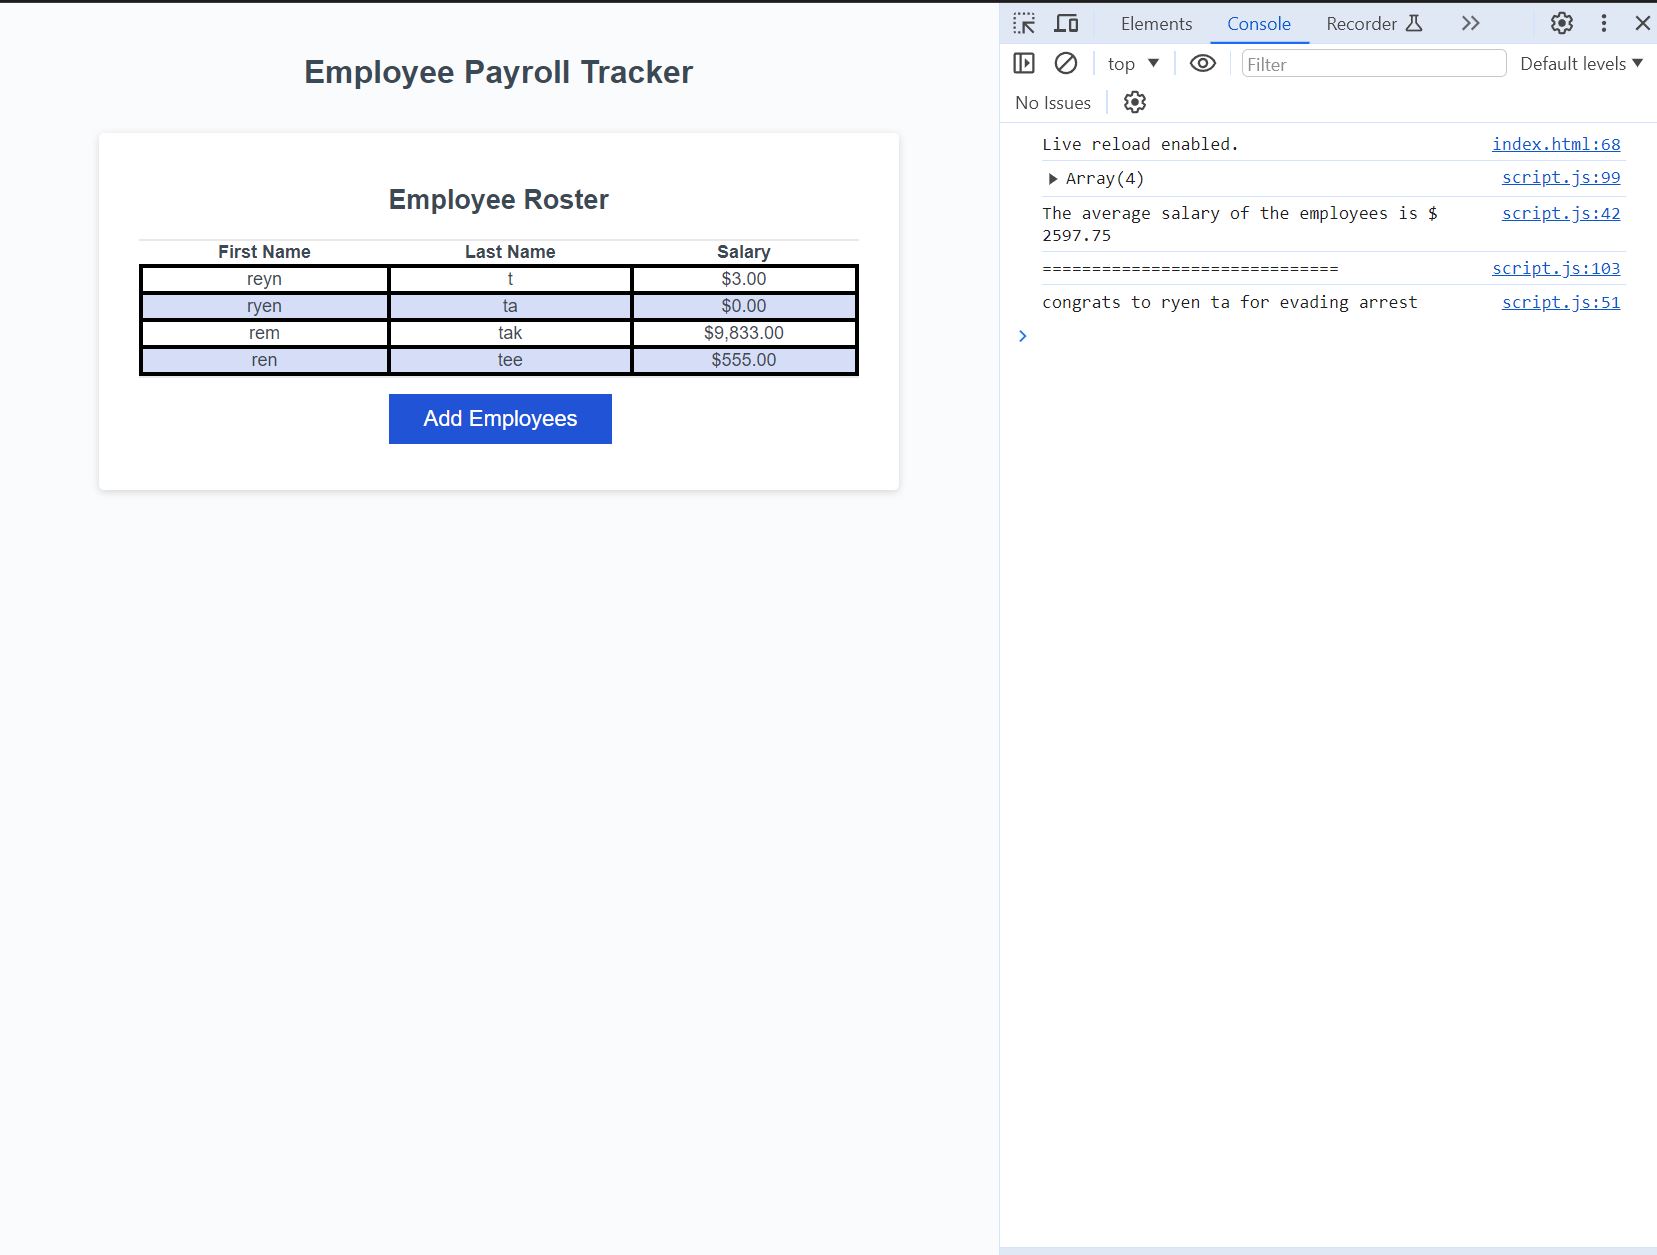 Employee Payroll Tracker
Employee Roster
First Name Last Name Salary
reyn t $3.00
ryen ta $0.00
rem tak $9,833.00
ren tee $555.00
Add Employees
Elements Console Recorder
top Filter Default levels
No Issues
Live reload enabled. index.html:68
Array(4) script.js:99
The average salary of the employees is $ script.js:42
2597.75
============================== script.js:103
congrats to ryen ta for evading arrest script.js:51